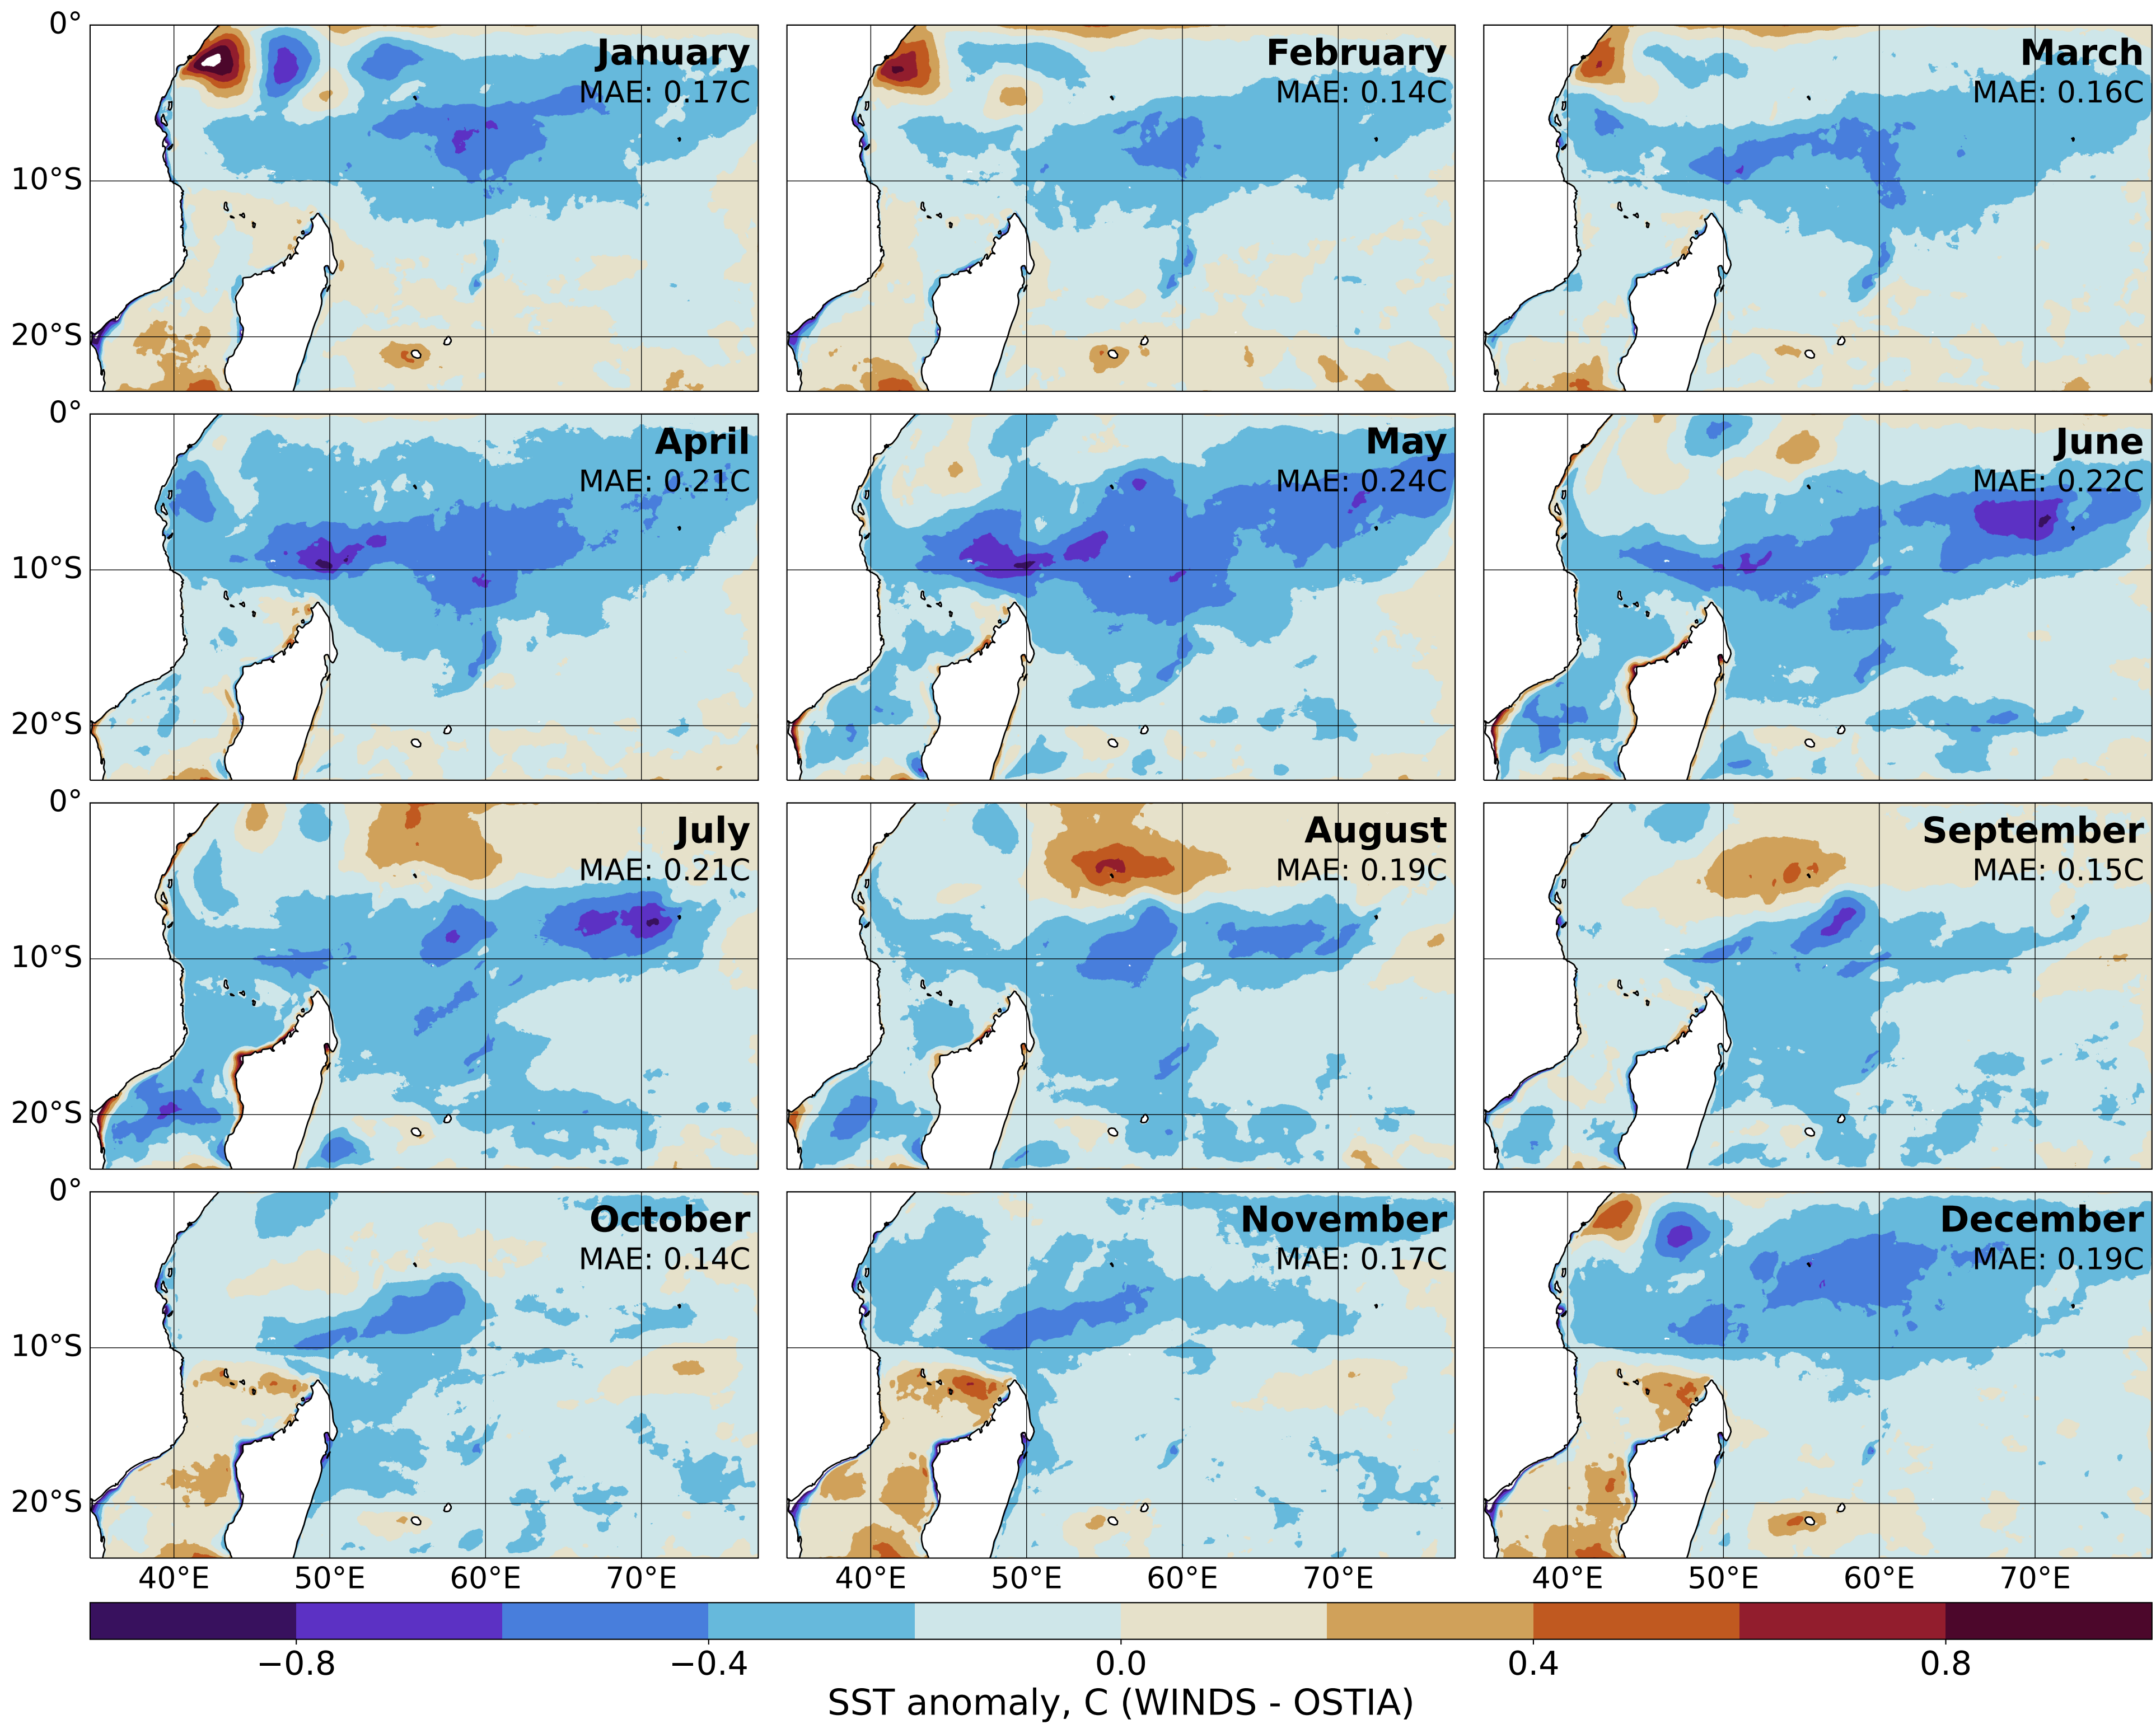 0°
10°S
20°S
January
MAE: 0.17C
February
MAE: 0.14C
March
MAE: 0.16C
0°
10°S
20°S
April
MAE: 0.21C
May
MAE: 0.24C
June
MAE: 0.22C
0°
10°S
20°S
July
MAE: 0.21C
August
MAE: 0.19C
September
MAE: 0.15C
0°
10°S
20°S
October
MAE: 0.14C
November
MAE: 0.17C
December
MAE: 0.19C
40°E 50°E 60°E 70°E
40°E 50°E 60°E 70°E
40°E 50°E 60°E 70°E
−0.8 −0.4 0.0 0.4 0.8
SST anomaly, C (WINDS - OSTIA)